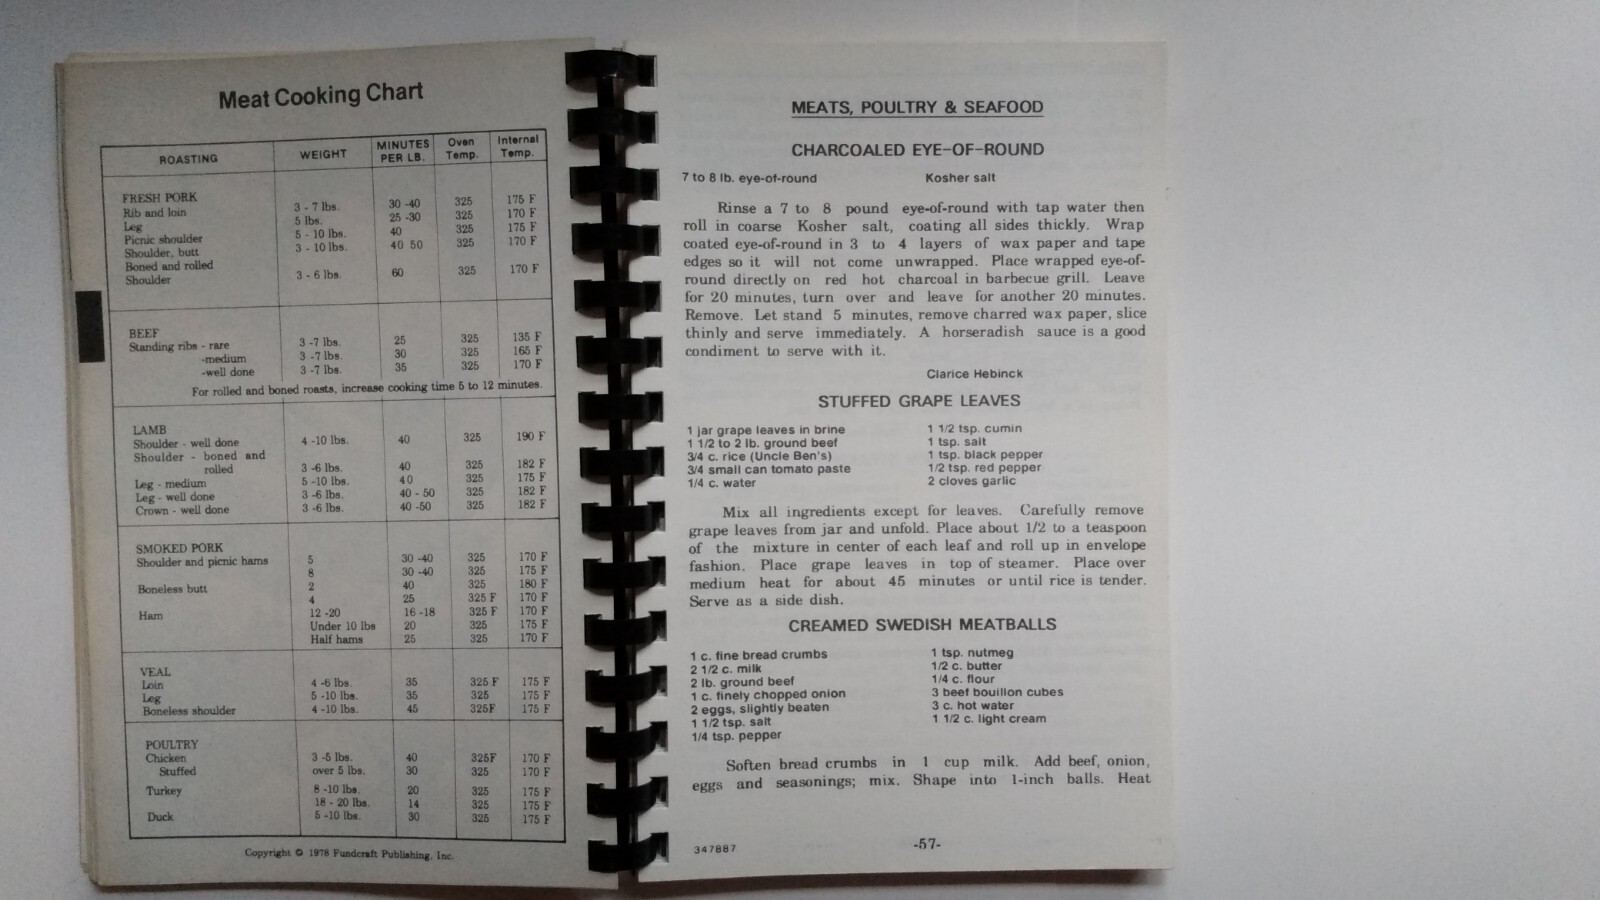 Meat Cooking Chart
ROASTING WEIGHT MINUTES PER LB. Oven Temp. Internal Temp.
FRESH PORK
Rib and loin 3 - 7 lbs. 30 -40 325 175 F
Leg 5 lbs. 25 -30 325 170 F
Picnic shoulder 5 - 10 lbs. 40 325 175 F
Shoulder, butt 3 - 10 lbs. 40 50 325 170 F
Boned and rolled
Shoulder 3 - 6 lbs. 60 325 170 F
BEEF
Standing ribs - rare 3 -7 lbs. 25 325 135 F
-medium 3 -7 lbs. 30 325 165 F
-well done 3 -7 lbs. 35 325 170 F
For rolled and boned roasts, increase cooking time 5 to 12 minutes.
LAMB
Shoulder - well done 4 -10 lbs. 40 325 190 F
Shoulder - boned and
rolled 3 -6 lbs. 40 325 182 F
Leg - medium 5 -10 lbs. 40 325 175 F
Leg - well done 3 -6 lbs. 40 - 50 325 182 F
Crown - well done 3 -6 lbs. 40 -50 325 182 F
SMOKED PORK
Shoulder and picnic hams 5 30 -40 325 170 F
8 30 -40 325 175 F
Boneless butt 2 40 325 180 F
4 25 325 F 170 F
Ham 12 -20 16 -18 325 F 170 F
Under 10 lbs 20 325 175 F
Half hams 25 325 170 F
VEAL
Loin 4 -6 lbs. 35 325 F 175 F
Leg 5 -10 lbs. 35 325 175 F
Boneless shoulder 4 -10 lbs. 45 325F 175 F
POULTRY
Chicken 3 -5 lbs. 40 325F 170 F
Stuffed over 5 lbs. 30 325 170 F
Turkey 8 -10 lbs. 20 325 175 F
18 - 20 lbs. 14 325 175 F
Duck 5 -10 lbs. 30 325 175 F
Copyright © 1978 Fundcraft Publishing, Inc.
MEATS, POULTRY & SEAFOOD
CHARCOALED EYE-OF-ROUND
7 to 8 lb. eye-of-round Kosher salt
Rinse a 7 to 8 pound eye-of-round with tap water then
roll in coarse Kosher salt, coating all sides thickly. Wrap
coated eye-of-round in 3 to 4 layers of wax paper and tape
edges so it will not come unwrapped. Place wrapped eye-of-
round directly on red hot charcoal in barbecue grill. Leave
for 20 minutes, turn over and leave for another 20 minutes.
Remove. Let stand 5 minutes, remove charred wax paper, slice
thinly and serve immediately. A horseradish sauce is a good
condiment to serve with it.
Clarice Hebinck
STUFFED GRAPE LEAVES
1 jar grape leaves in brine 1 1/2 tsp. cumin
1 1/2 to 2 lb. ground beef 1 tsp. salt
3/4 c. rice (Uncle Ben's) 1 tsp. black pepper
3/4 small can tomato paste 1/2 tsp. red pepper
1/4 c. water 2 cloves garlic
Mix all ingredients except for leaves. Carefully remove
grape leaves from jar and unfold. Place about 1/2 to a teaspoon
of the mixture in center of each leaf and roll up in envelope
fashion. Place grape leaves in top of steamer. Place over
medium heat for about 45 minutes or until rice is tender.
Serve as a side dish.
CREAMED SWEDISH MEATBALLS
1 c. fine bread crumbs 1 tsp. nutmeg
2 1/2 c. milk 1/2 c. butter
2 lb. ground beef 1/4 c. flour
1 c. finely chopped onion 3 beef bouillon cubes
2 eggs, slightly beaten 3 c. hot water
1 1/2 tsp. salt 1 1/2 c. light cream
1/4 tsp. pepper
Soften bread crumbs in 1 cup milk. Add beef, onion,
eggs and seasonings; mix. Shape into 1-inch balls. Heat
347887 -57-